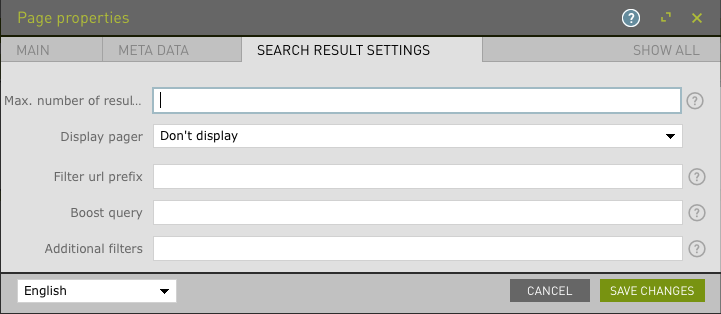 Page properties
?
MAIN
META DATA
SEARCH RESULT SETTINGS
SHOW ALL
Max. number of resul...
?
Display pager
Don't display
Filter url prefix
?
Boost query
?
Additional filters
?
English
CANCEL
SAVE CHANGES